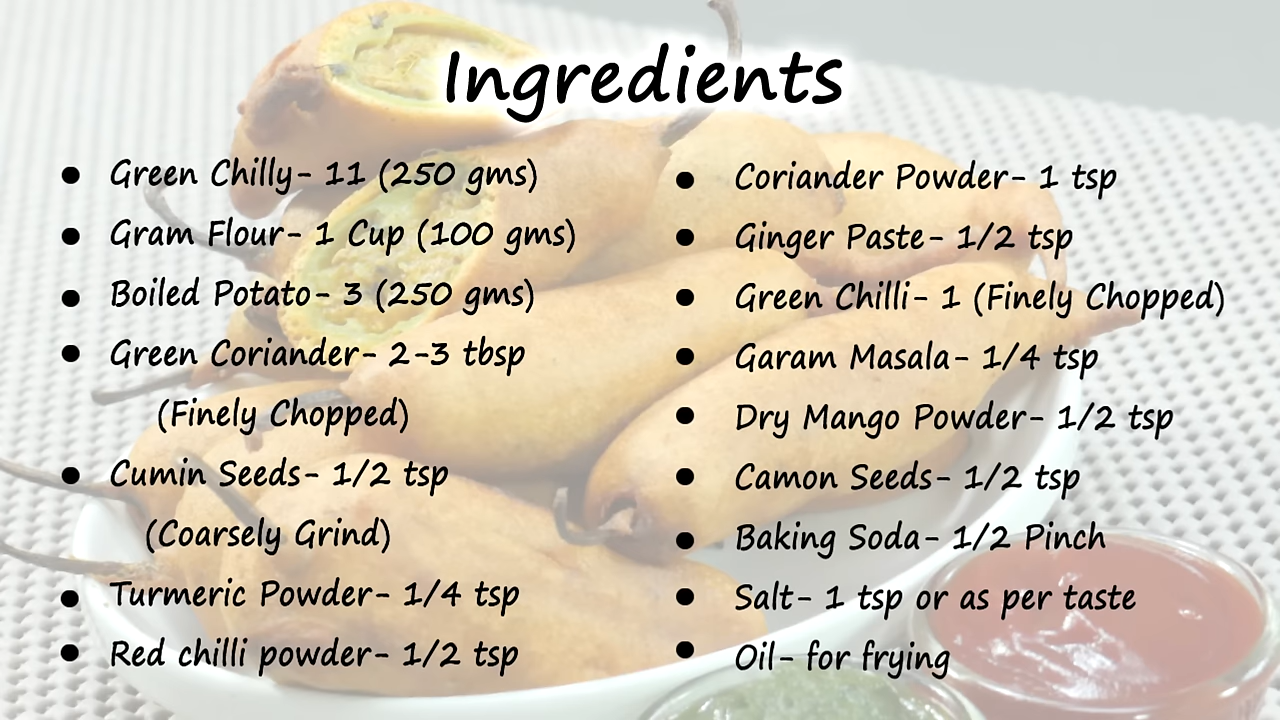 Ingredients
• Green Chilly- 11 (250 gms)
• Gram Flour- 1 Cup (100 gms)
• Boiled Potato- 3 (250 gms)
• Green Coriander- 2-3 tbsp
(Finely Chopped)
• Cumin Seeds- 1/2 tsp
(Coarsely Grind)
• Turmeric Powder- 1/4 tsp
• Red chilli powder- 1/2 tsp
• Coriander Powder- 1 tsp
• Ginger Paste- 1/2 tsp
• Green Chilli- 1 (Finely Chopped)
• Garam Masala- 1/4 tsp
• Dry Mango Powder- 1/2 tsp
• Camon Seeds- 1/2 tsp
• Baking Soda- 1/2 Pinch
• Salt- 1 tsp or as per taste
• Oil- for frying